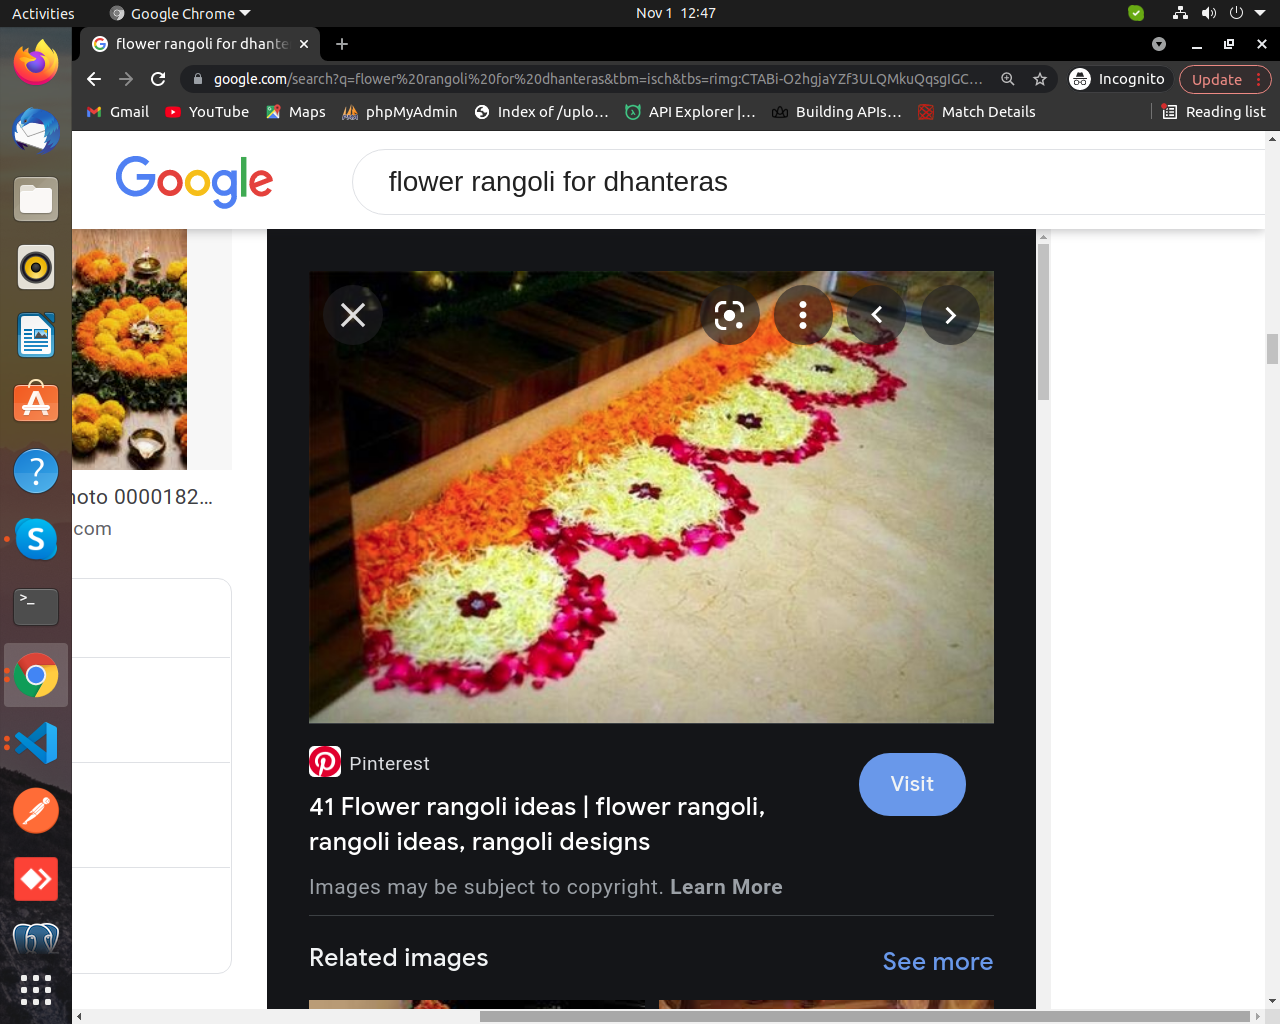 Activities
Google Chrome
Nov 1 12:47
flower rangoli for dhante
google.com/search?q=flower%20rangoli%20for%20dhanteras&tbm=isch&tbs=rimg:CTABi-O2hgjaYZf3ULQMkuQqsgIGC...
Incognito
Update
Gmail
YouTube
Maps
phpMyAdmin
Index of /uplo...
API Explorer |...
Building APIs...
Match Details
Reading list
Google
flower rangoli for dhanteras
hoto 0000182...
com
Pinterest
Visit
41 Flower rangoli ideas | flower rangoli,
rangoli ideas, rangoli designs
Images may be subject to copyright. Learn More
Related images
See more